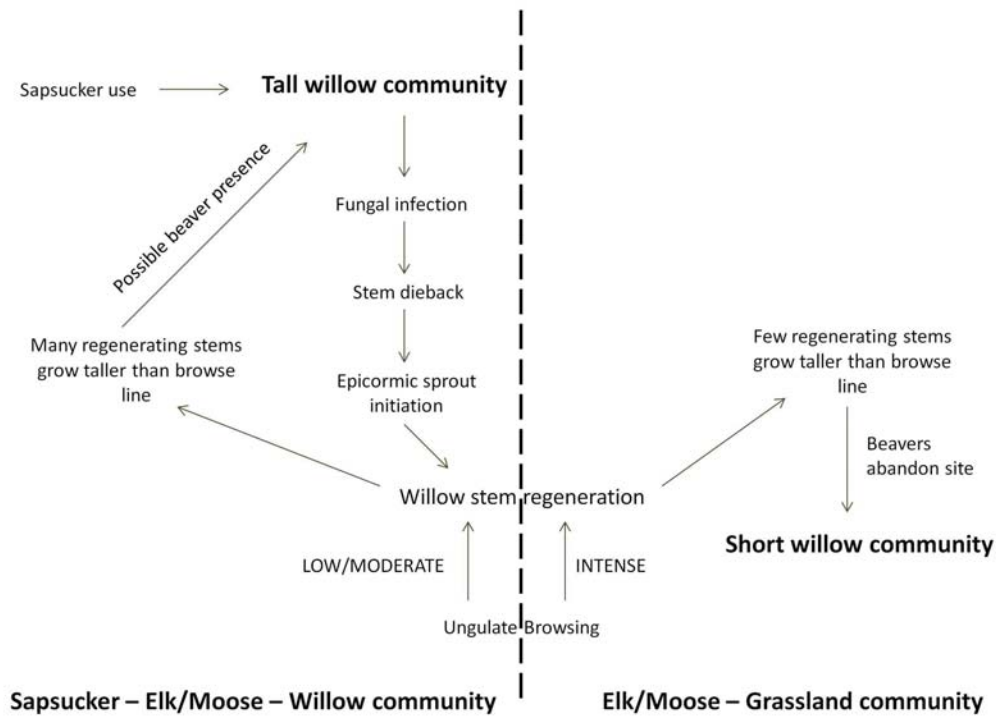 Sapsucker use
Tall willow community
Possible beaver presence
Fungal infection
Stem dieback
Epicormic sprout
initiation
Many regenerating stems
grow taller than browse
line
Few regenerating stems
grow taller than browse
line
Beavers
abandon site
Willow stem regeneration
Short willow community
LOW/MODERATE
INTENSE
Ungulate Browsing
Sapsucker – Elk/Moose – Willow community
Elk/Moose – Grassland community